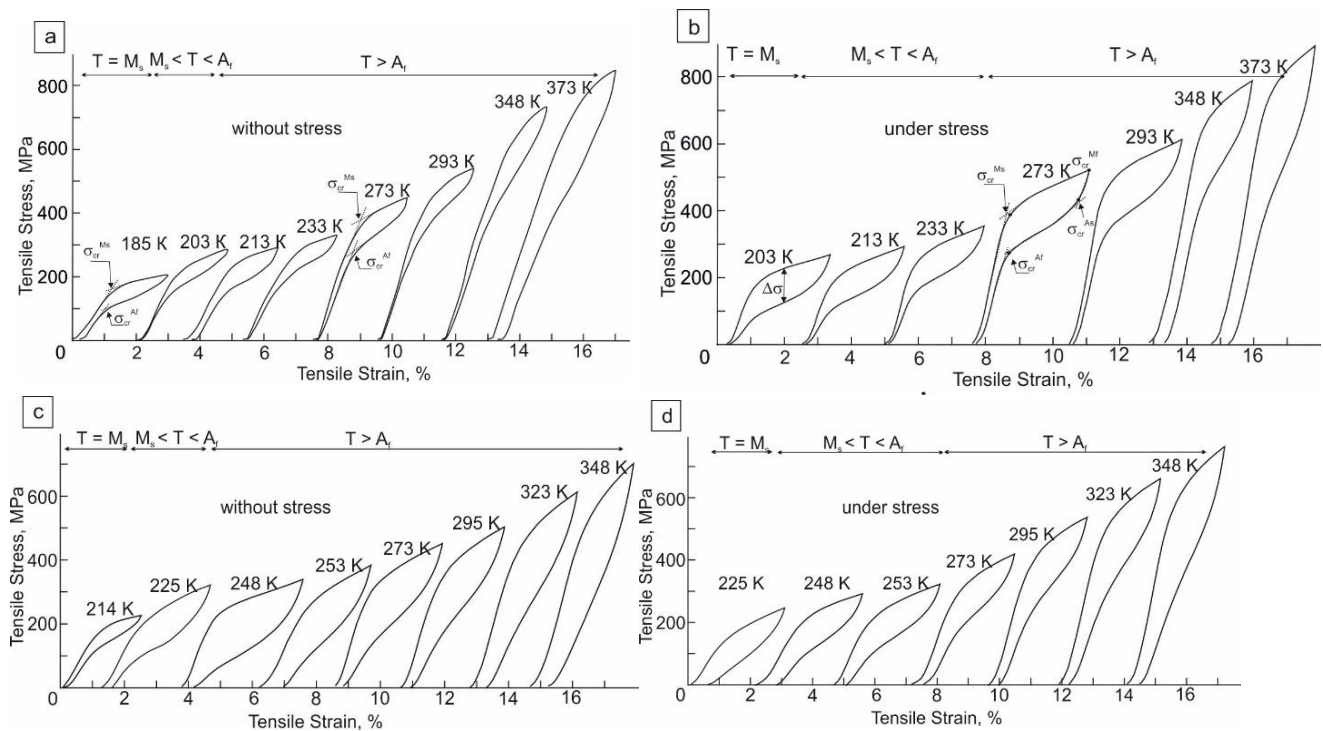 a
T = Ms Ms < T < Af T > Af
without stress
185 K 203 K 213 K 233 K 273 K 293 K 348 K 373 K
σcr Ms
σcr Af
σcr Ms
σcr Af
800
600
400
200
0
0 2 4 6 8 10 12 14 16
Tensile Stress, MPa
Tensile Strain, %
b
T = Ms Ms < T < Af T > Af
under stress
203 K 213 K 233 K 273 K 293 K 348 K 373 K
Δσ
σcr Ms
σcr Mf
σcr As
σcr Af
800
600
400
200
0
0 2 4 6 8 10 12 14 16
Tensile Stress, MPa
Tensile Strain, %
c
T = Ms Ms < T < Af T > Af
without stress
214 K 225 K 248 K 253 K 273 K 295 K 323 K 348 K
600
400
200
0 2 4 6 8 10 12 14 16
Tensile Stress, MPa
Tensile Strain, %
d
T = Ms Ms < T < Af T > Af
under stress
225 K 248 K 253 K 273 K 295 K 323 K 348 K
600
400
200
0 2 4 6 8 10 12 14 16
Tensile Stress, MPa
Tensile Strain, %